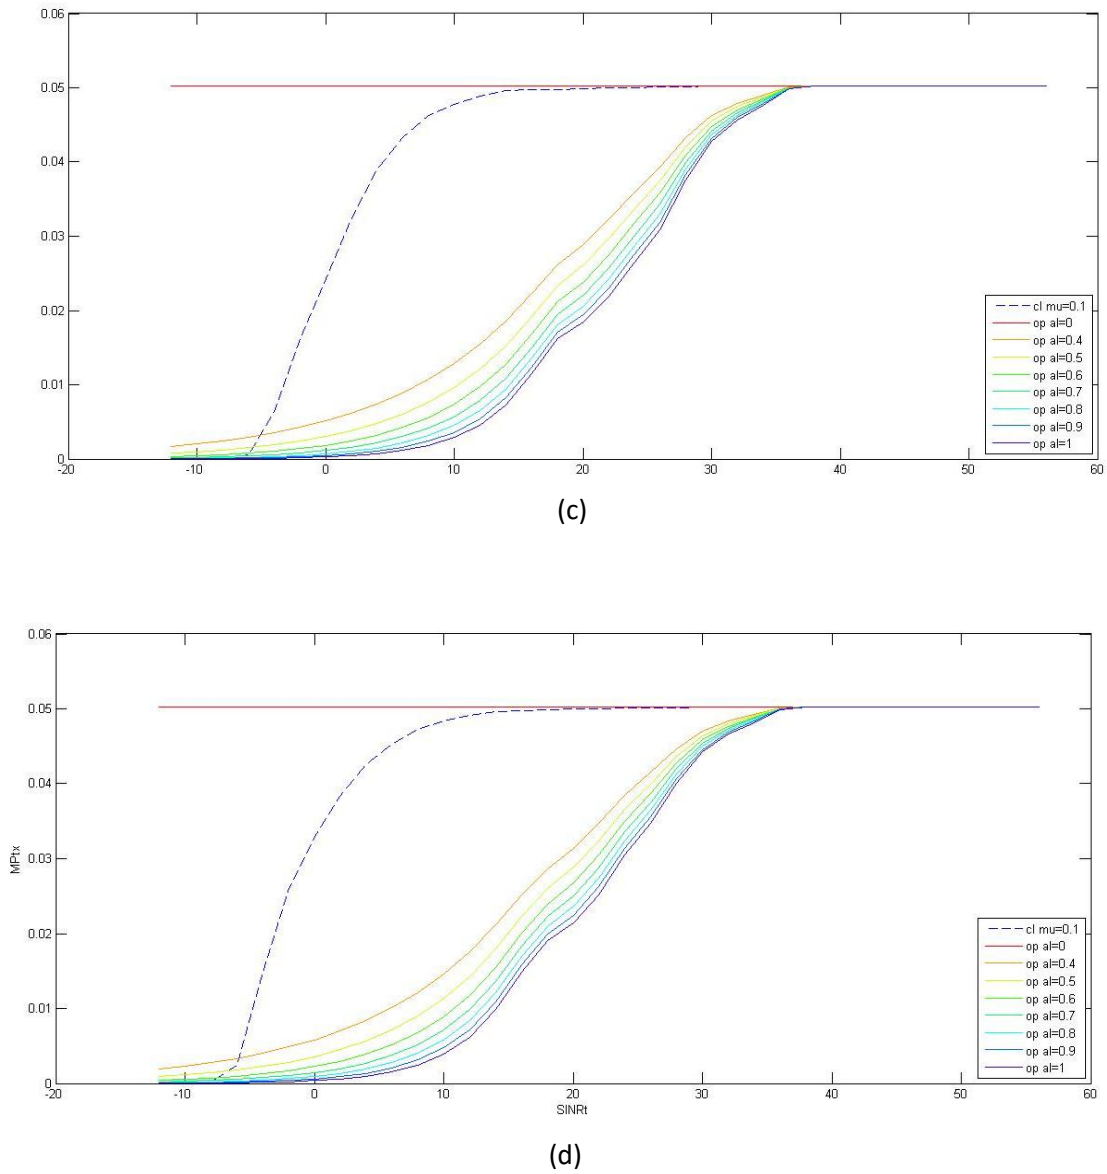 0.06
0.05
0.04
0.03
0.02
0.01
0
-20 -10 0 10 20 30 40 50 60
cl mu=0.1
op al=0
op al=0.4
op al=0.5
op al=0.6
op al=0.7
op al=0.8
op al=0.9
op al=1
(c)
0.06
0.05
0.04
0.03
0.02
0.01
0
MPtx
-20 -10 0 10 20 30 40 50 60
SINRt
cl mu=0.1
op al=0
op al=0.4
op al=0.5
op al=0.6
op al=0.7
op al=0.8
op al=0.9
op al=1
(d)